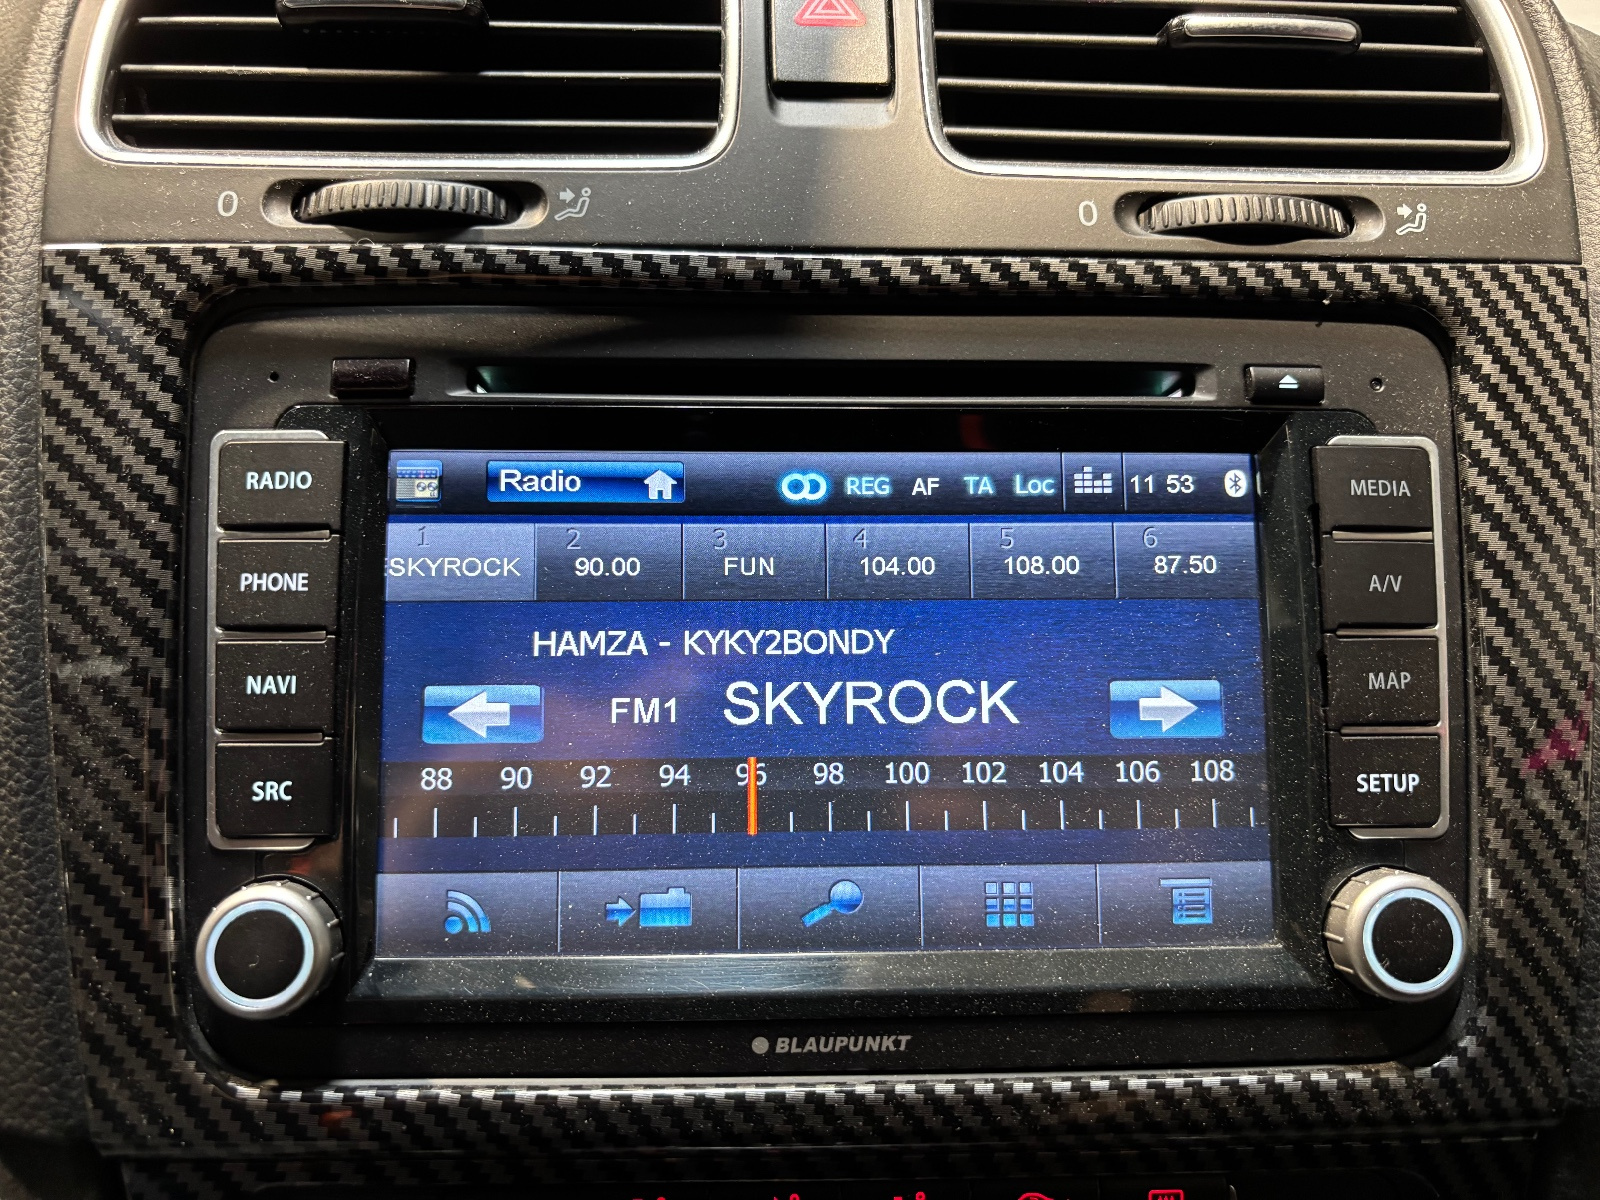 0
0
RADIO
PHONE
NAVI
SRC
Radio
REG AF TA Loc 11 53
1 2 3 4 5 6
SKYROCK 90.00 FUN 104.00 108.00 87.50
HAMZA - KYKY2BONDY
FM1 SKYROCK
88 90 92 94 96 98 100 102 104 106 108
MEDIA
A/V
MAP
SETUP
BLAUPUNKT